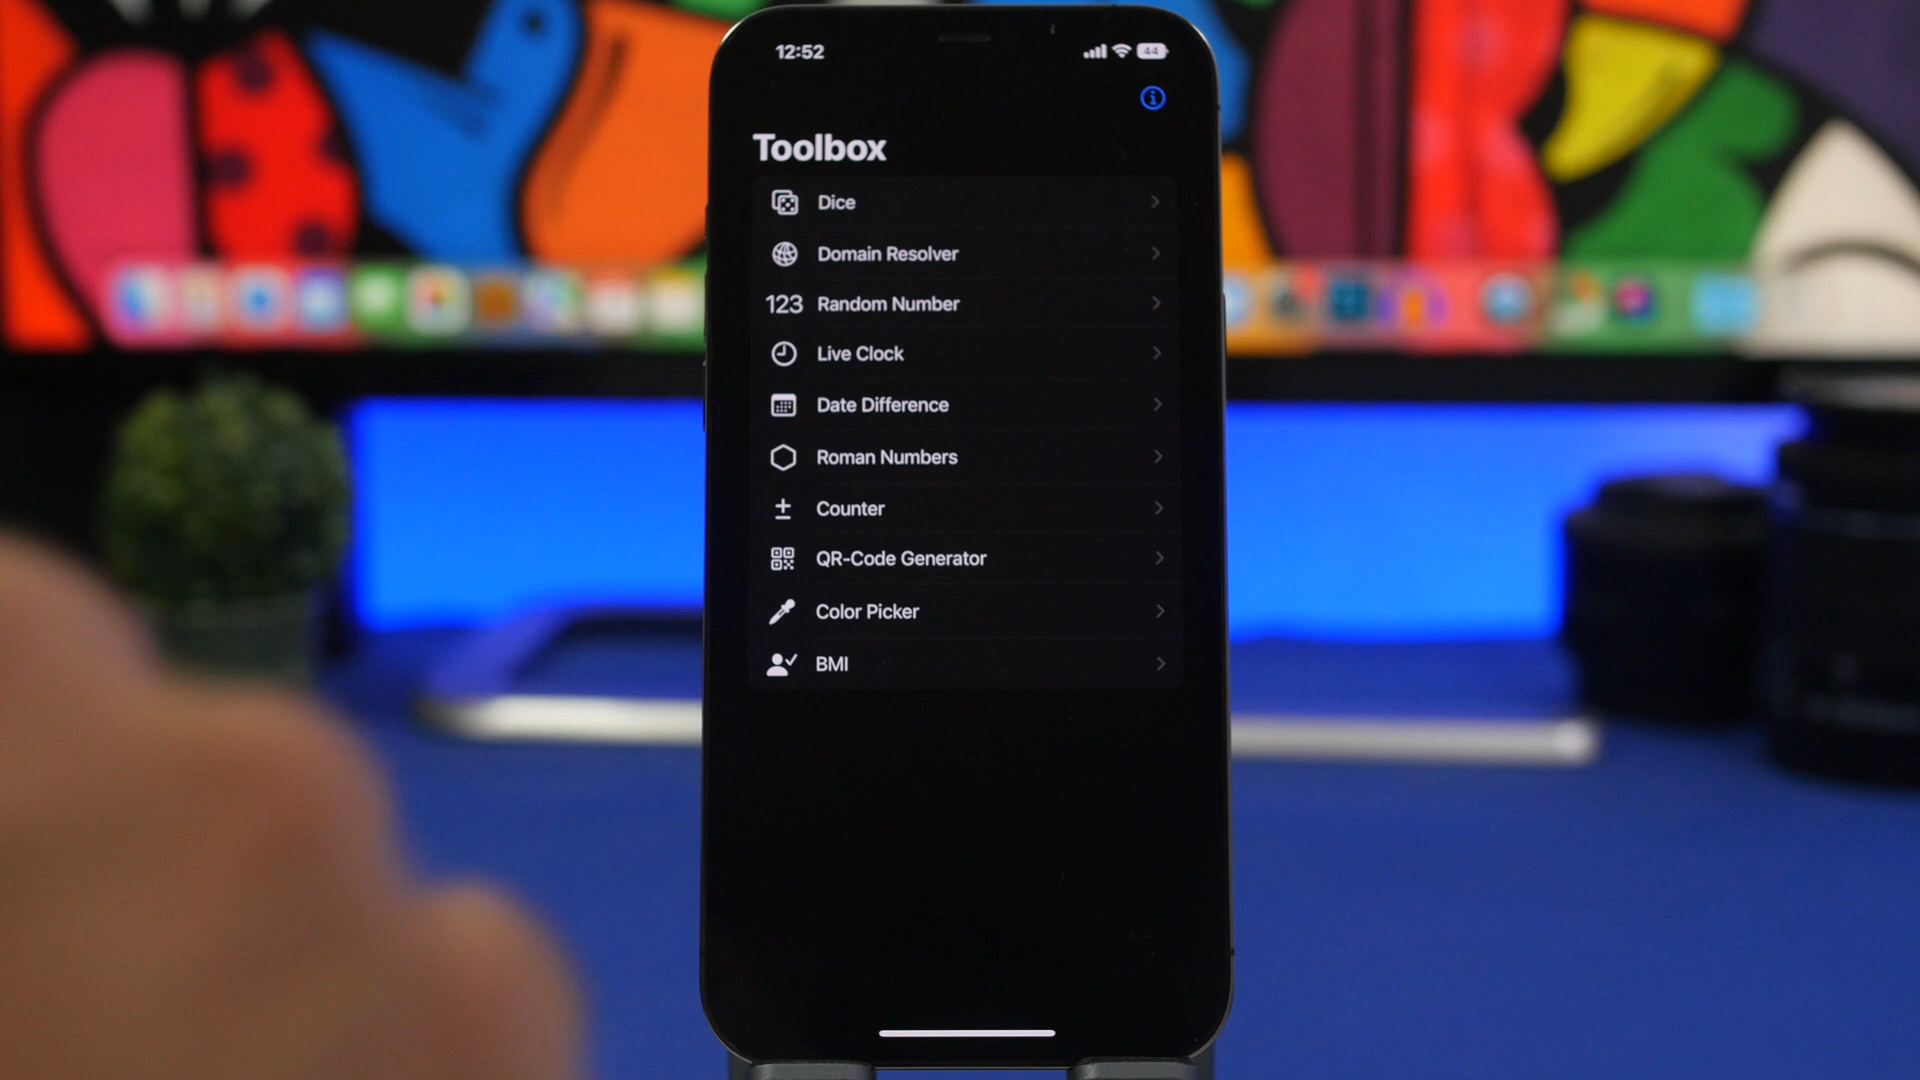 12:52
44
Toolbox
Dice
Domain Resolver
123 Random Number
Live Clock
Date Difference
Roman Numbers
Counter
QR-Code Generator
Color Picker
BMI